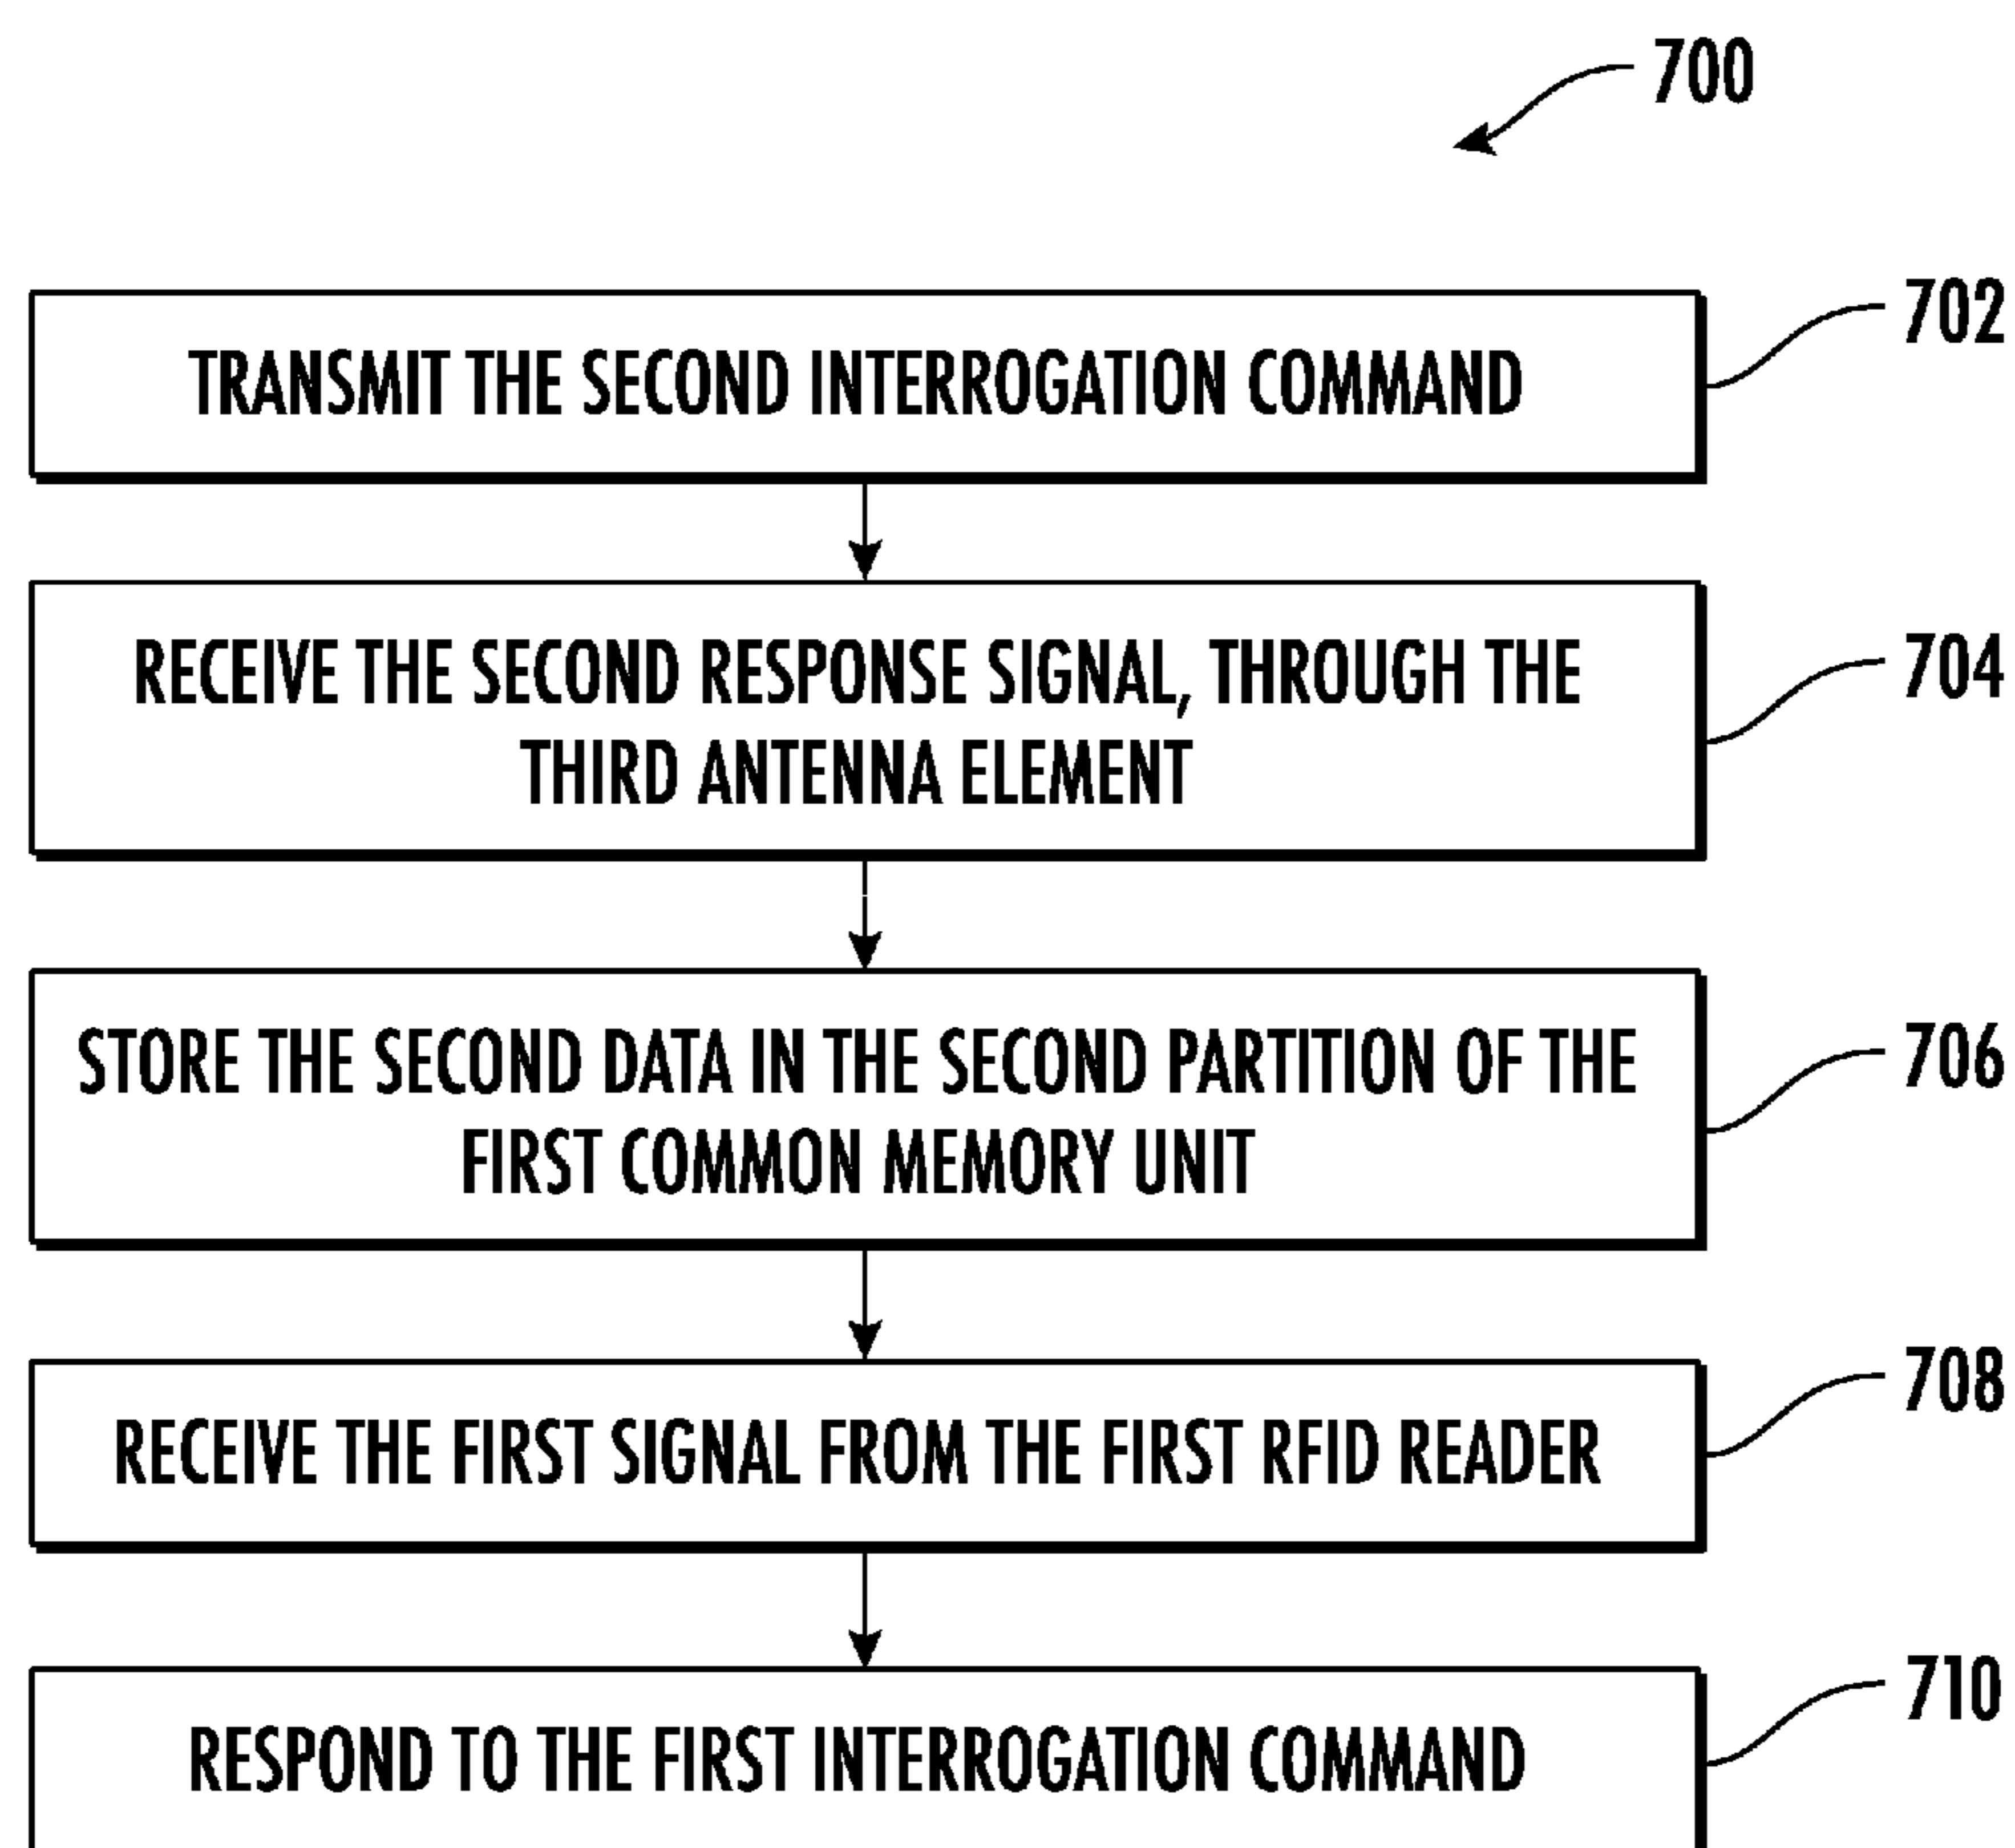 700
702
TRANSMIT THE SECOND INTERROGATION COMMAND
704
RECEIVE THE SECOND RESPONSE SIGNAL, THROUGH THE
THIRD ANTENNA ELEMENT
706
STORE THE SECOND DATA IN THE SECOND PARTITION OF THE
FIRST COMMON MEMORY UNIT
708
RECEIVE THE FIRST SIGNAL FROM THE FIRST RFID READER
710
RESPOND TO THE FIRST INTERROGATION COMMAND